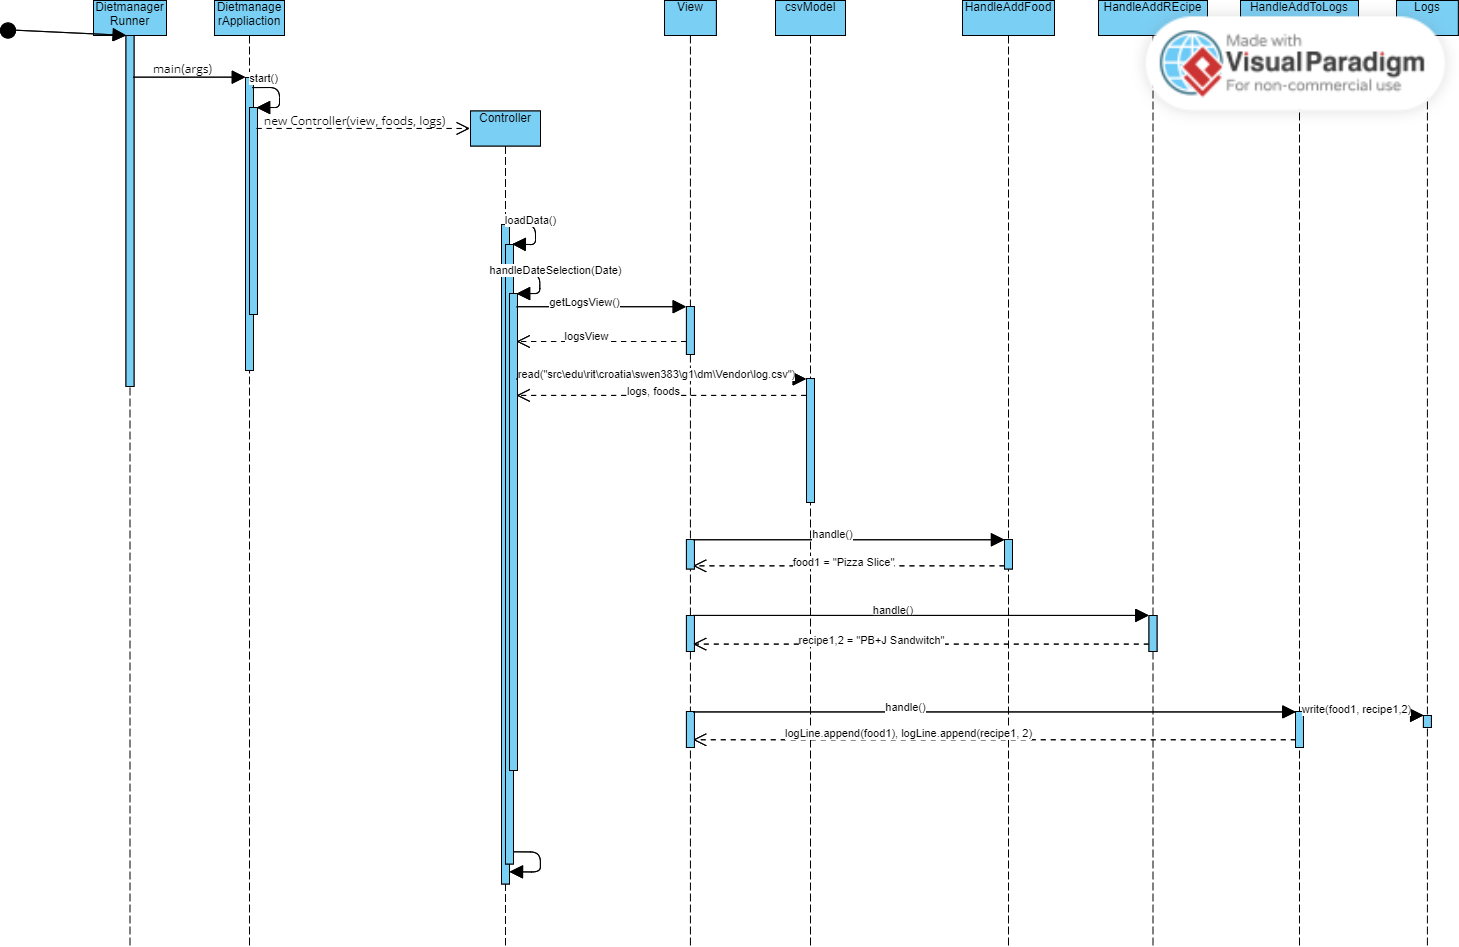 Dietmanager
Runner
Dietmanage
rAppliaction
View
csvModel
HandleAddFood
HandleAddREcipe
HandleAddToLogs
Logs
Made with
VisualParadigm
For non-commercial use
main(args)
start()
new Controller(view, foods, logs)
Controller
loadData()
handleDateSelection(Date)
getLogsView()
logsView
read("src\edu\rit\croatia\swen383\g1\dm\Vendor\log.csv")
logs, foods
handle()
food1 = "Pizza Slice"
handle()
recipe1,2 = "PB+J Sandwitch"
handle()
write(food1, recipe1,2)
logLine.append(food1), logLine.append(recipe1, 2)